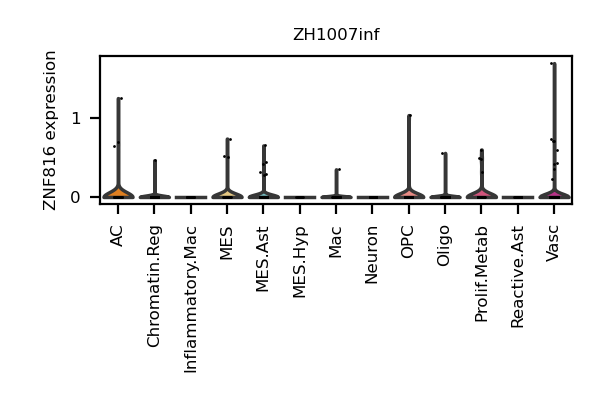 ZH1007inf
ZNF816 expression
1
0
AC
Chromatin.Reg
Inflammatory.Mac
MES
MES.Ast
MES.Hyp
Mac
Neuron
OPC
Oligo
Prolif.Metab
Reactive.Ast
Vasc